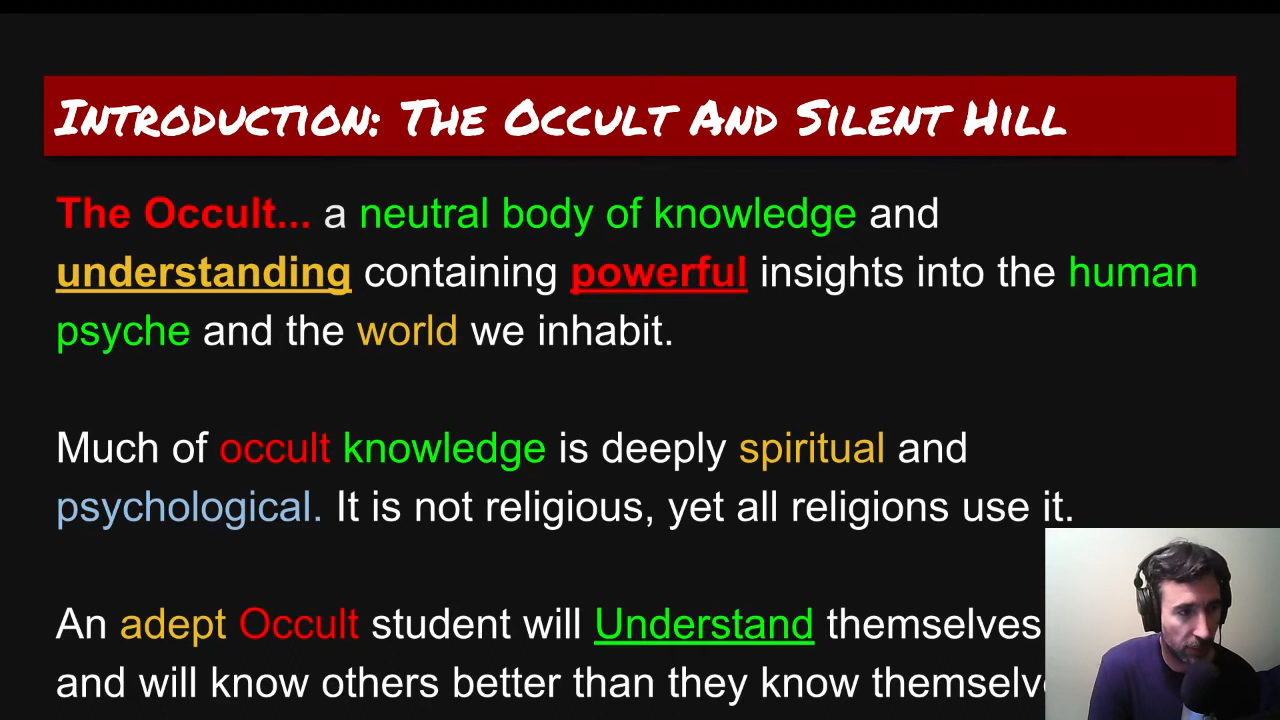 Introduction: The Occult And Silent Hill
The Occult... a neutral body of knowledge and
understanding containing powerful insights into the human
psyche and the world we inhabit.
Much of occult knowledge is deeply spiritual and
psychological. It is not religious, yet all religions use it.
An adept Occult student will Understand themselves
and will know others better than they know